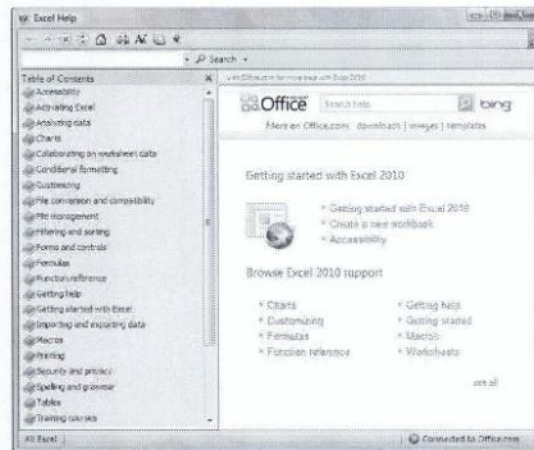 Excel Help
Search
Table of Contents
Accessibility
Activating Excel
Analyzing data
Charts
Collaborating on worksheet data
Conditional formatting
Customizing
File conversion and compatibility
File management
Filtering and sorting
Forms and controls
Formulas
Function reference
Getting help
Getting started with Excel
Importing and exporting data
Macros
Printing
Security and privacy
Spelling and grammar
Tables
Training courses
All Excel
Office Search help bing
More on Office.com: downloads | images | templates
Getting started with Excel 2010
Getting started with Excel 2010
Create a new workbook
Accessibility
Browse Excel 2010 support
Charts Getting help
Customizing Getting started
Formulas Macros
Function reference Worksheets
see all
Connected to Office.com